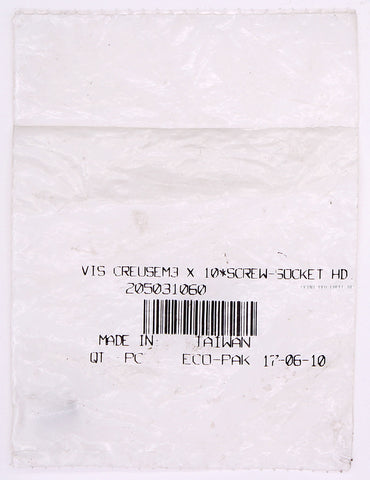 VIS CREUSEM3 X 10*SCREW-SOCKET HD
205031060
MADE IN: TAIWAN
QT PC ECO-PAK 17-06-10